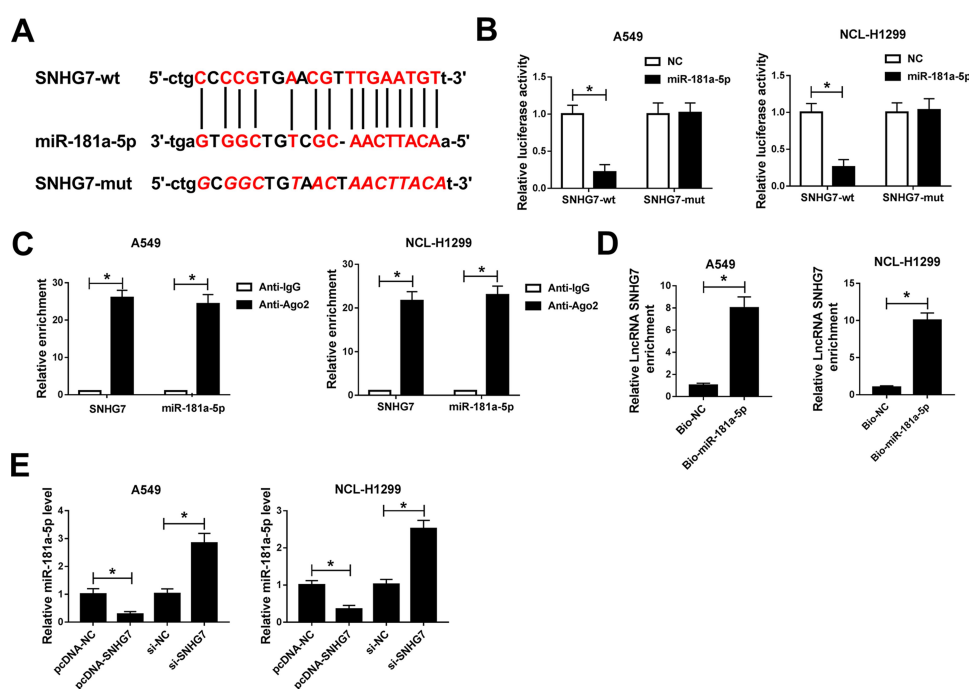 A
SNHG7-wt 5'-ctgCCCCGTGAACGTTTGAATGTt-3'
miR-181a-5p 3'-tgaGTGGCTGTCGC-AACTTACAa-5'
SNHG7-mut 5'-ctgGCGGCTGTAACTAACTTACAt-3'
B
A549
NC
miR-181a-5p
Relative luciferase activity
1.5
1.0
0.5
0.0
*
SNHG7-wt SNHG7-mut
NCL-H1299
NC
miR-181a-5p
Relative luciferase activity
1.5
1.0
0.5
0.0
*
SNHG7-wt SNHG7-mut
C
A549
Anti-IgG
Anti-Ago2
Relative enrichment
30
20
10
0
* *
SNHG7 miR-181a-5p
NCL-H1299
Anti-IgG
Anti-Ago2
Relative enrichment
30
20
10
0
* *
SNHG7 miR-181a-5p
D
A549
Relative LncRNA SNHG7
enrichment
10
8
6
4
2
0
*
Bio-NC
Bio-miR-181a-5p
NCL-H1299
Relative LncRNA SNHG7
enrichment
15
10
5
0
*
Bio-NC
Bio-miR-181a-5p
E
A549
Relative miR-181a-5p level
4
3
2
1
0
* *
pcDNA-NC
pcDNA-SNHG7
si-NC
si-SNHG7
NCL-H1299
Relative miR-181a-5p level
3
2
1
0
* *
pcDNA-NC
pcDNA-SNHG7
si-NC
si-SNHG7